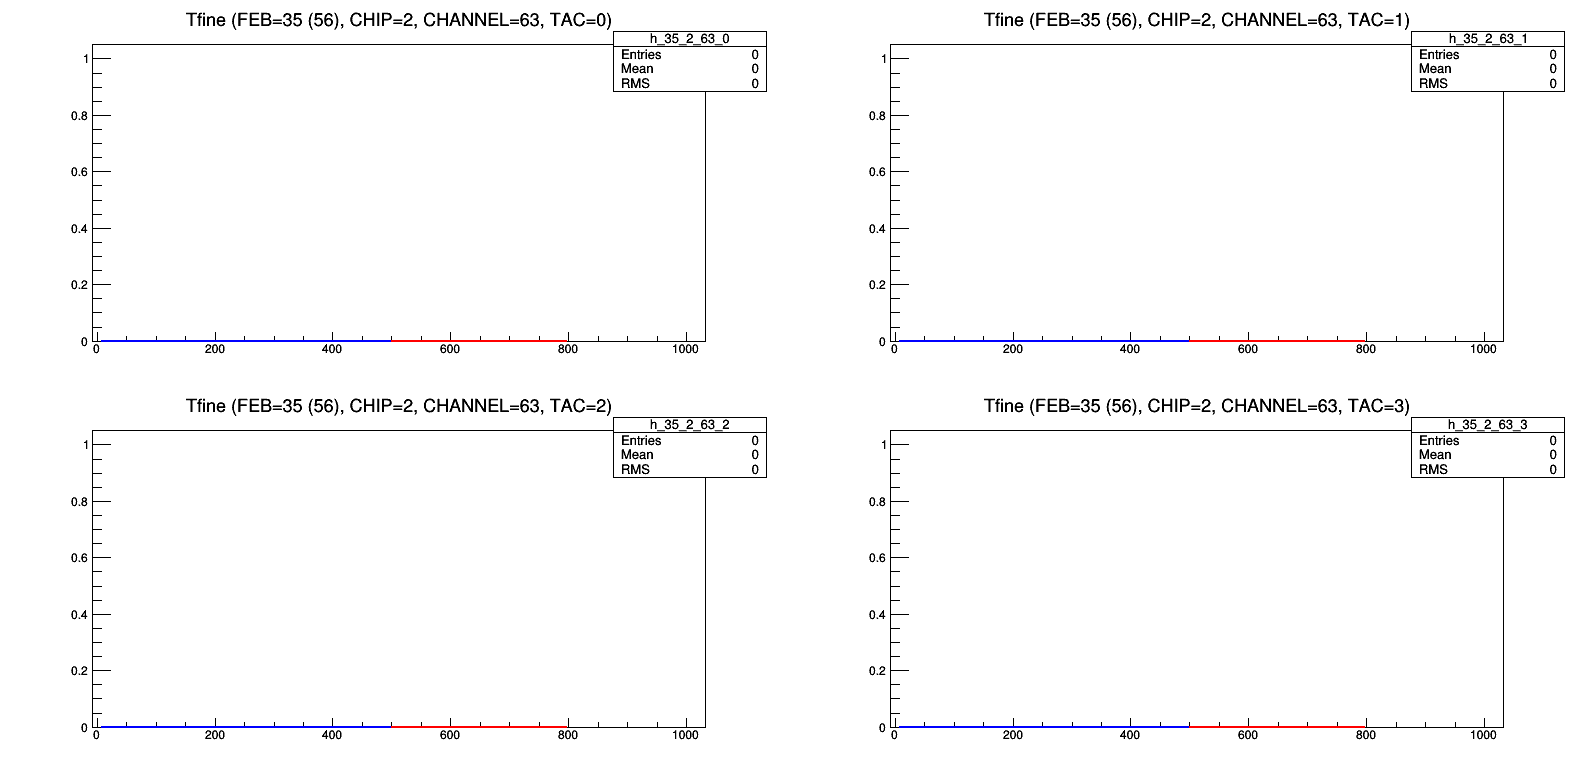 Tfine (FEB=35 (56), CHIP=2, CHANNEL=63, TAC=0)
h_35_2_63_0
Entries 0
Mean 0
RMS 0
1
0.8
0.6
0.4
0.2
0
0 200 400 600 800 1000
Tfine (FEB=35 (56), CHIP=2, CHANNEL=63, TAC=1)
h_35_2_63_1
Entries 0
Mean 0
RMS 0
1
0.8
0.6
0.4
0.2
0
0 200 400 600 800 1000
Tfine (FEB=35 (56), CHIP=2, CHANNEL=63, TAC=2)
h_35_2_63_2
Entries 0
Mean 0
RMS 0
1
0.8
0.6
0.4
0.2
0
0 200 400 600 800 1000
Tfine (FEB=35 (56), CHIP=2, CHANNEL=63, TAC=3)
h_35_2_63_3
Entries 0
Mean 0
RMS 0
1
0.8
0.6
0.4
0.2
0
0 200 400 600 800 1000